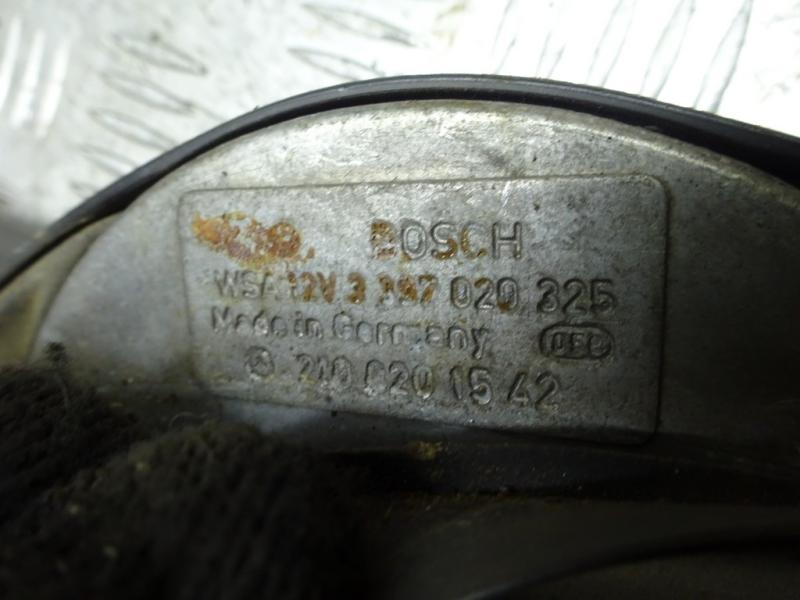 BOSCH
WSA 12V 3 397 020 325
Made in Germany
210 820 15 42